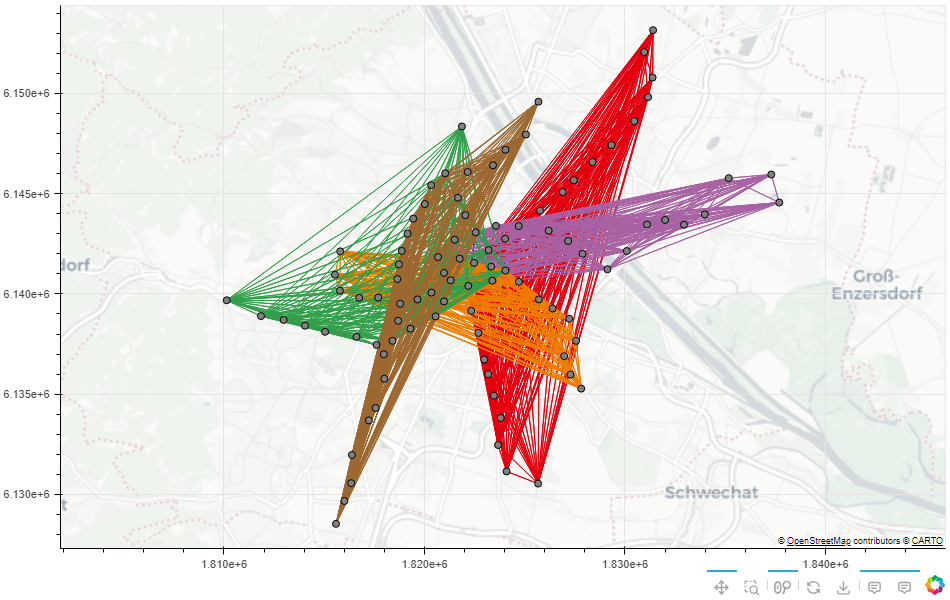 6.150e+6
6.145e+6
6.140e+6
6.135e+6
6.130e+6
dorf
Groß-
Enzersdorf
Schwechat
© OpenStreetMap contributors © CARTO
1.810e+6
1.820e+6
1.830e+6
1.840e+6